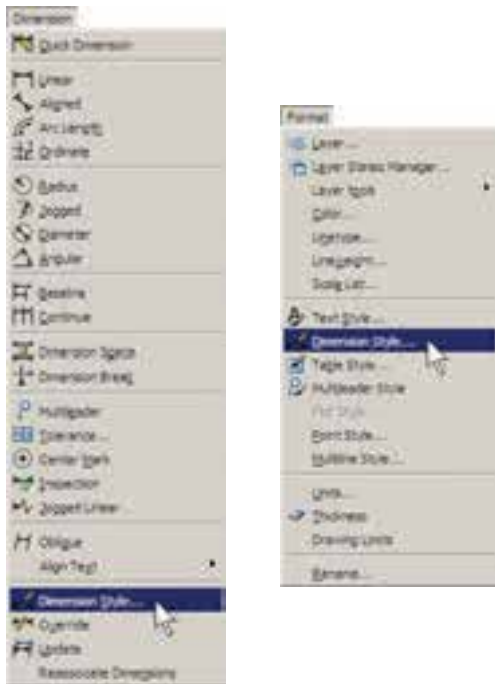 Dimension
Quick Dimension
Linear
Aligned
Arc Length
Ordinate
Radius
Jogged
Diameter
Angular
Baseline
Continue
Dimension Space
Dimension Break
Multileader
Tolerance...
Center Mark
Inspection
Jogged Linear
Oblique
Align Text
Dimension Style...
Override
Update
Reassociate Dimensions
Format
Layer...
Layer States Manager...
Layer tools
Color...
Linetype...
Lineweight...
Scale List...
Text Style...
Dimension Style...
Table Style...
Multileader Style
Plot Style...
Point Style...
Multiline Style...
Units...
Thickness
Drawing Limits
Rename...